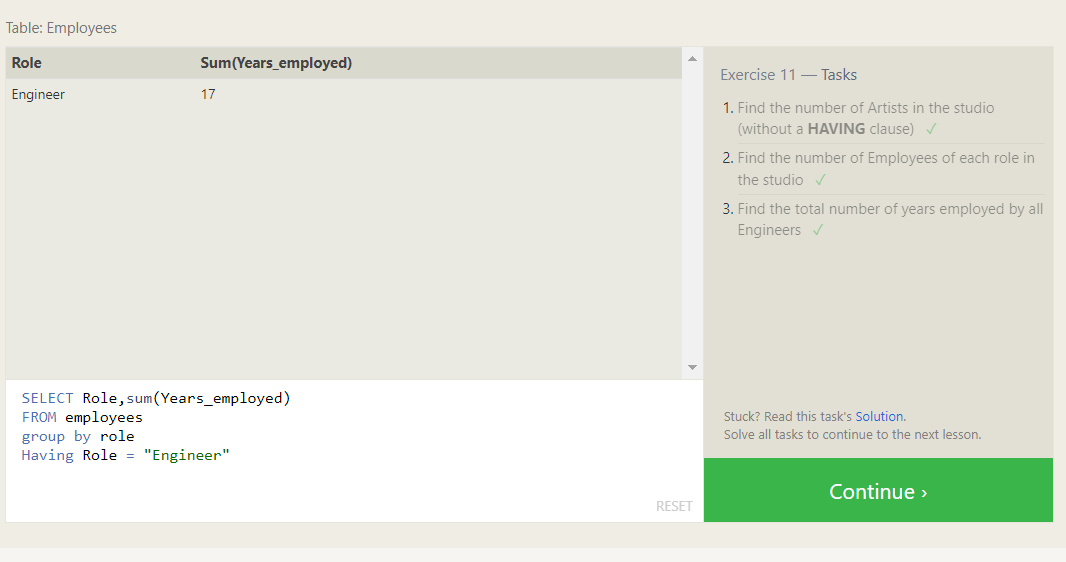 Table: Employees
Role Sum(Years_employed)
Engineer 17
SELECT Role,sum(Years_employed)
FROM employees
group by role
Having Role = "Engineer"
RESET
Exercise 11 — Tasks
1. Find the number of Artists in the studio
(without a HAVING clause) ✓
2. Find the number of Employees of each role in
the studio ✓
3. Find the total number of years employed by all
Engineers ✓
Stuck? Read this task's Solution.
Solve all tasks to continue to the next lesson.
Continue ›